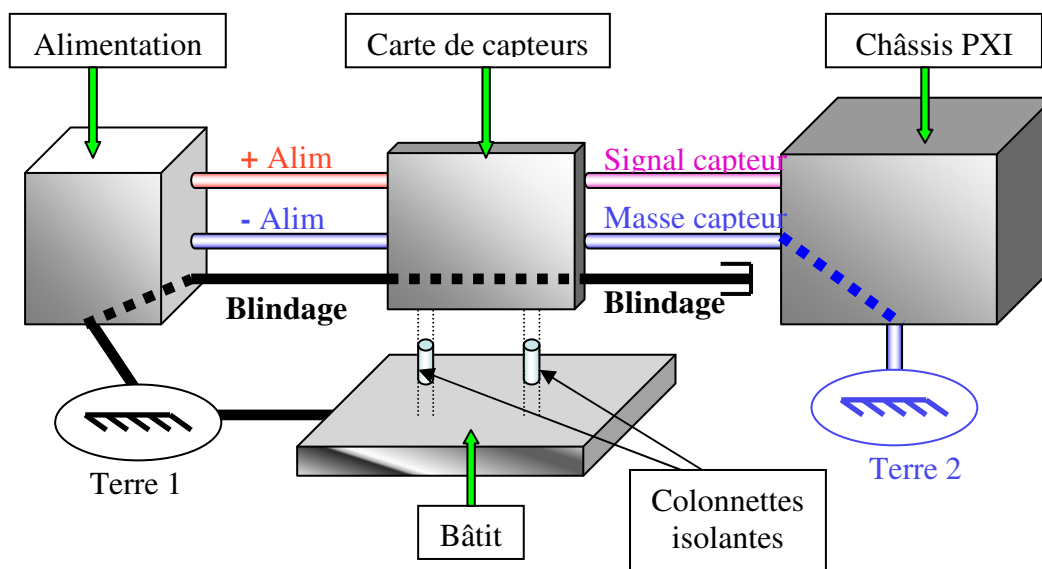 Alimentation
Carte de capteurs
Châssis PXI
+ Alim
Signal capteur
- Alim
Masse capteur
Blindage
Blindage
Terre 1
Terre 2
Bâtit
Colonnettes
isolantes